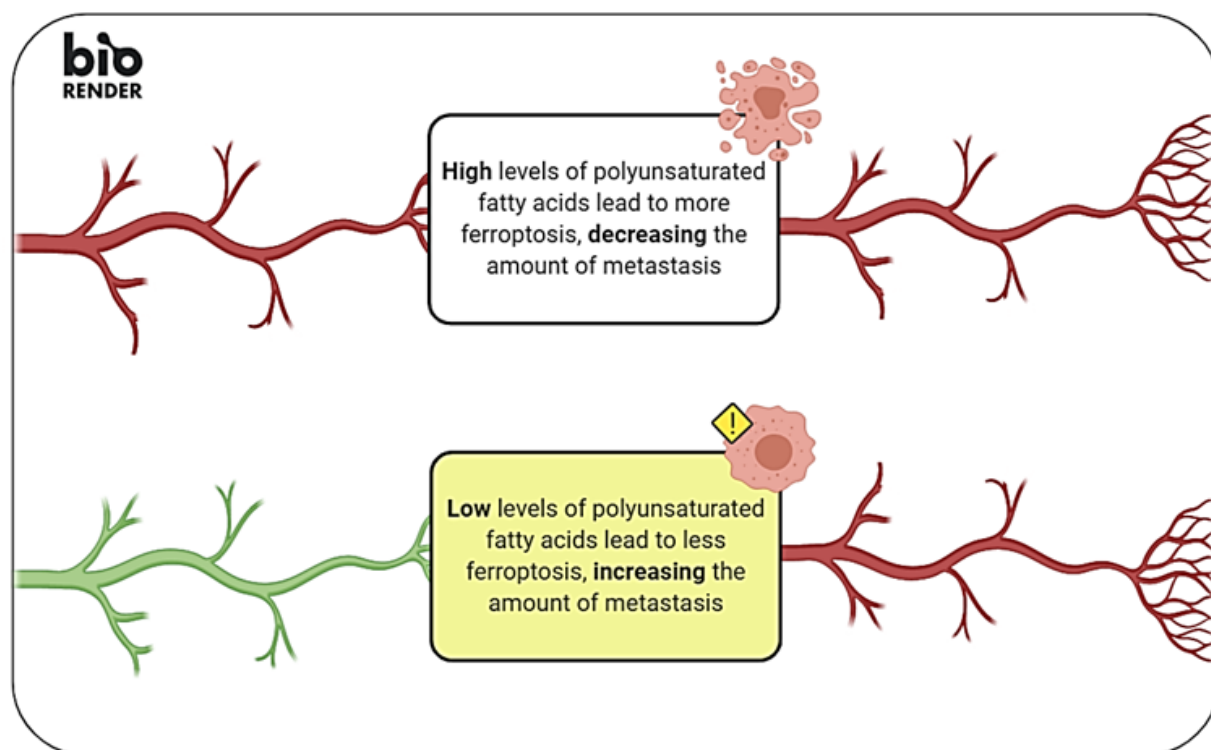 bio
RENDER
High levels of polyunsaturated
fatty acids lead to more
ferroptosis, decreasing the
amount of metastasis
!
Low levels of polyunsaturated
fatty acids lead to less
ferroptosis, increasing the
amount of metastasis